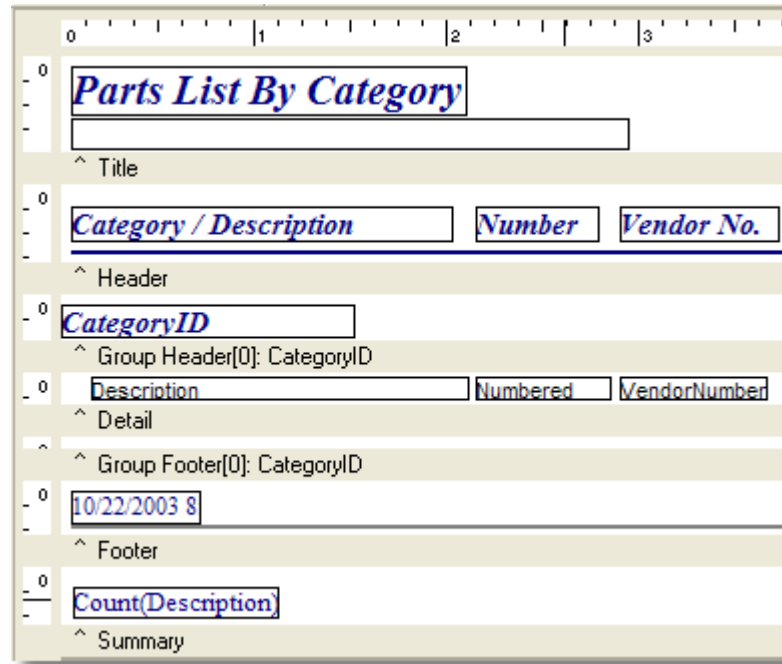 0 1 2 3
0
Parts List By Category
^ Title
0
Category / Description Number Vendor No.
^ Header
0
CategoryID
^ Group Header[0]: CategoryID
0
Description Numbered VendorNumber
^ Detail
^ Group Footer[0]: CategoryID
0
10/22/2003 8
^ Footer
0
Count(Description)
^ Summary